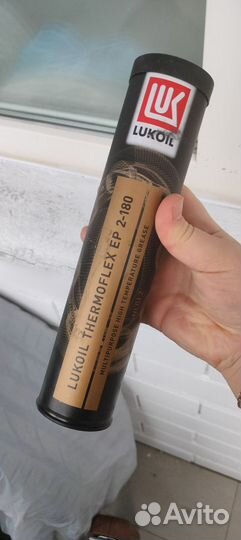 LUKOIL
LUKOIL THERMOFLEX EP 2-180
MULTIPURPOSE HIGH TEMPERATURE GREASE
Avito